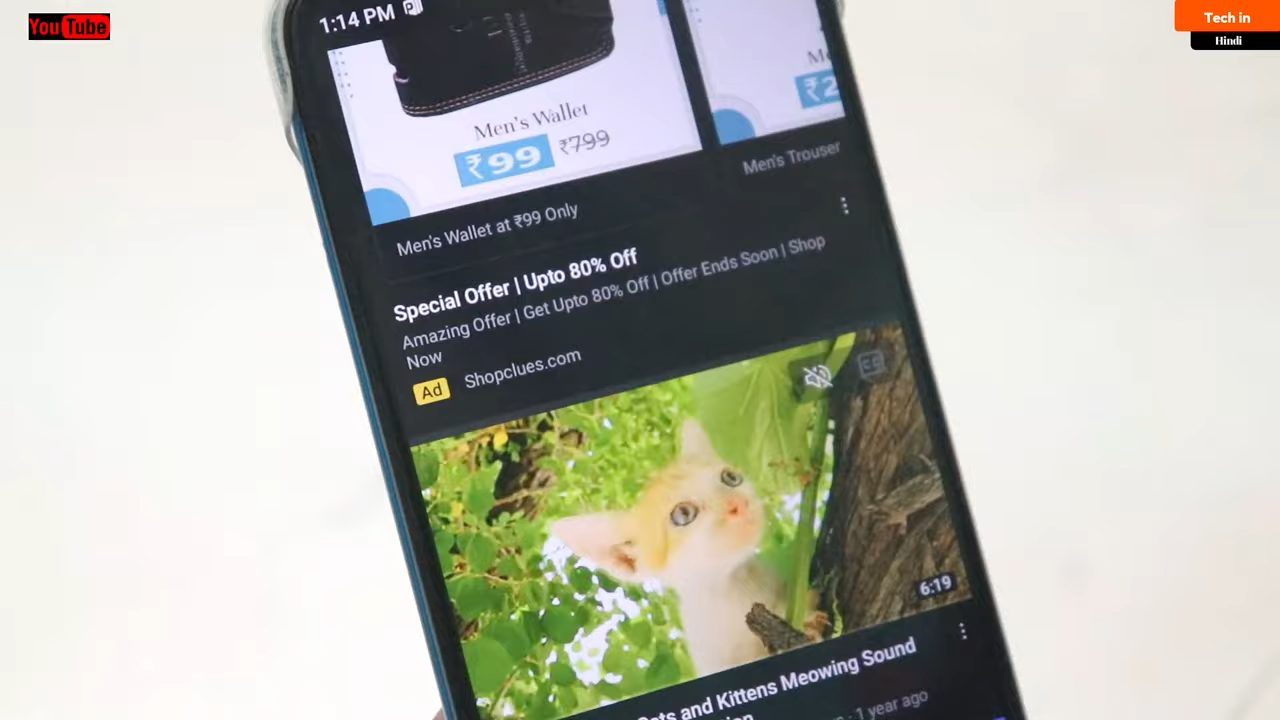 YouTube
Tech in
Hindi
1:14 PM
Men's Wallet
₹99 ₹799
₹2
Men's Wallet at ₹99 Only
Men's Trouser
Special Offer | Upto 80% Off
Amazing Offer | Get Upto 80% Off | Offer Ends Soon | Shop
Now
Ad Shopclues.com
CC
6:19
and Kittens Meowing Sound
1 year ago